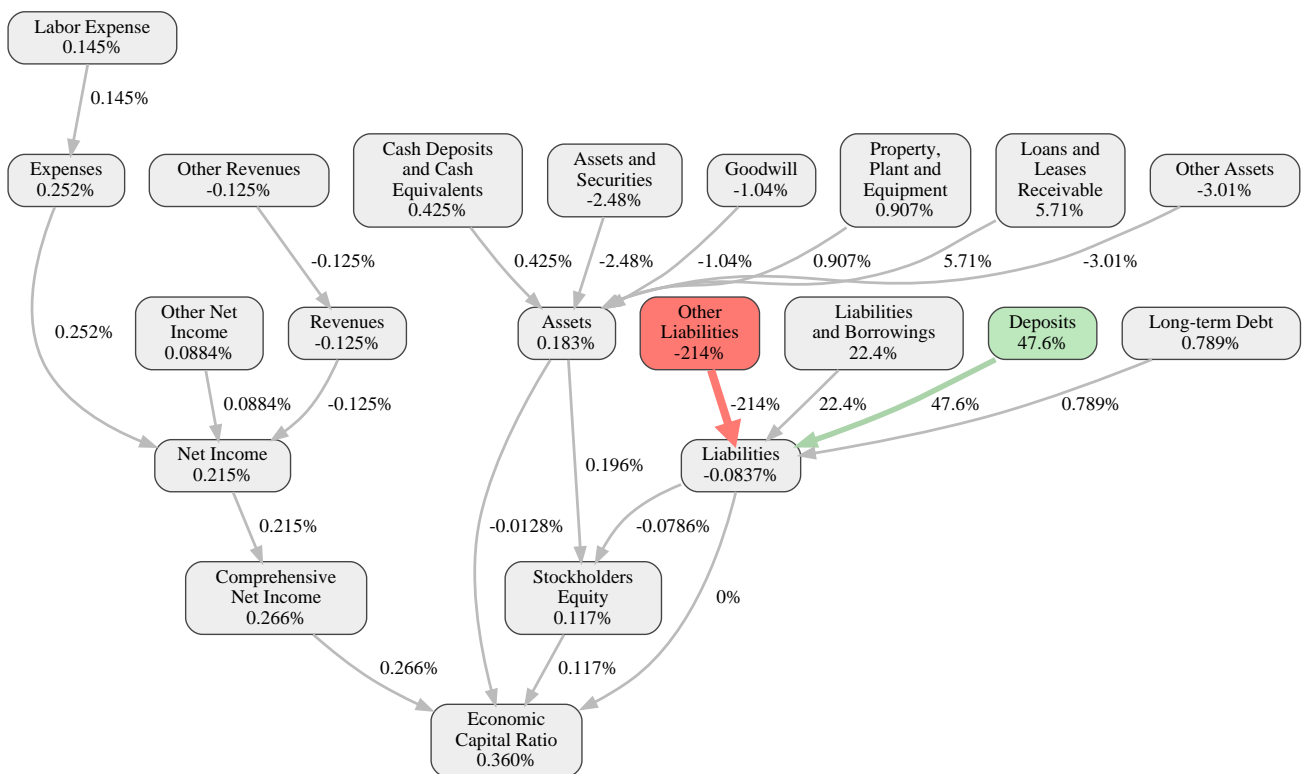 Labor Expense
0.145%
0.145%
Expenses
0.252%
Other Revenues
-0.125%
Cash Deposits
and Cash
Equivalents
0.425%
Assets and
Securities
-2.48%
Goodwill
-1.04%
Property,
Plant and
Equipment
0.907%
Loans and
Leases
Receivable
5.71%
Other Assets
-3.01%
-0.125%
0.425%
-2.48%
-1.04%
0.907%
5.71%
-3.01%
0.252%
Other Net
Income
0.0884%
Revenues
-0.125%
Assets
0.183%
Other
Liabilities
-214%
Liabilities
and Borrowings
22.4%
Deposits
47.6%
Long-term Debt
0.789%
0.0884%
-0.125%
-214%
22.4%
47.6%
0.789%
Net Income
0.215%
0.196%
Liabilities
-0.0837%
0.215%
-0.0128%
-0.0786%
Comprehensive
Net Income
0.266%
Stockholders
Equity
0.117%
0%
0.266%
0.117%
Economic
Capital Ratio
0.360%